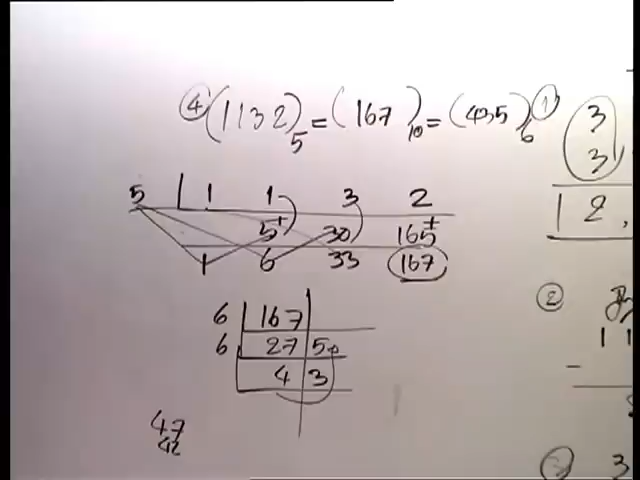 ④ (1132)5 = (167)10 = (435)6 ①
5 | 1 1 3 2
5+ 30 165+
1 6 33 167
6 | 167
6 | 27 | 5
4 | 3
47
42
3
3
12,
②
1 1
-
③ 3